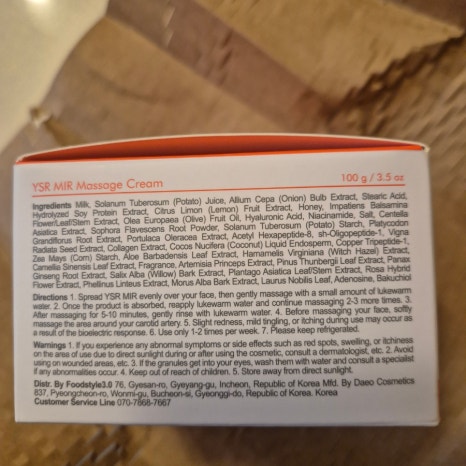 YSR MIR Massage Cream
100 g / 3.5 oz
Ingredients Milk, Solanum Tuberosum (Potato) Juice, Allium Cepa (Onion) Bulb Extract, Stearic Acid,
Hydrolyzed Soy Protein Extract, Citrus Limon (Lemon) Fruit Extract, Honey, Impatiens Balsamina
Flower/Leaf/Stem Extract, Olea Europaea (Olive) Fruit Oil, Hyaluronic Acid, Niacinamide, Salt, Centella
Asiatica Extract, Sophora Flavescens Root Powder, Solanum Tuberosum (Potato) Starch, Platycodon
Grandiflorus Root Extract, Portulaca Oleracea Extract, Acetyl Hexapeptide-8, sh-Oligopeptide-1, Vigna
Radiata Seed Extract, Collagen Extract, Cocos Nucifera (Coconut) Liquid Endosperm, Copper Tripeptide-1,
Zea Mays (Corn) Starch, Aloe Barbadensis Leaf Extract, Hamamelis Virginiana (Witch Hazel) Extract,
Camellia Sinensis Leaf Extract, Fragrance, Artemisia Princeps Extract, Pinus Thunbergii Leaf Extract, Panax
Ginseng Root Extract, Salix Alba (Willow) Bark Extract, Plantago Asiatica Leaf/Stem Extract, Rosa Hybrid
Flower Extract, Phellinus Linteus Extract, Morus Alba Bark Extract, Laurus Nobilis Leaf, Adenosine, Bakuchiol
Directions 1. Spread YSR MIR evenly over your face, then gently massage with a small amount of lukewarm
water. 2. Once the product is absorbed, reapply lukewarm water and continue massaging 2-3 more times. 3.
After massaging for 5-10 minutes, gently rinse with lukewarm water. 4. Before massaging your face, softly
massage the area around your carotid artery. 5. Slight redness, mild tingling, or itching during use may occur as
a result of the bioelectric response. 6. Use only 1-2 times per week. 7. Please keep refrigerated.
Warnings 1. If you experience any abnormal symptoms or side effects such as red spots, swelling, or itchiness
on the area of use due to direct sunlight during or after using the cosmetic, consult a dermatologist, etc. 2. Avoid
using on wounded areas, etc. 3. If the granules get into your eyes, wash them with water and consult a specialist
if any abnormalities occur. 4. Keep out of reach of children. 5. Store away from direct sunlight.
Distr. By Foodstyle3.0 76, Gyesan-ro, Gyeyang-gu, Incheon, Republic of Korea Mfd. By Daeo Cosmetics
837, Pyeongcheon-ro, Wonmi-gu, Bucheon-si, Gyeonggi-do, Republic of Korea. Korea
Customer Service Line 070-7868-7667